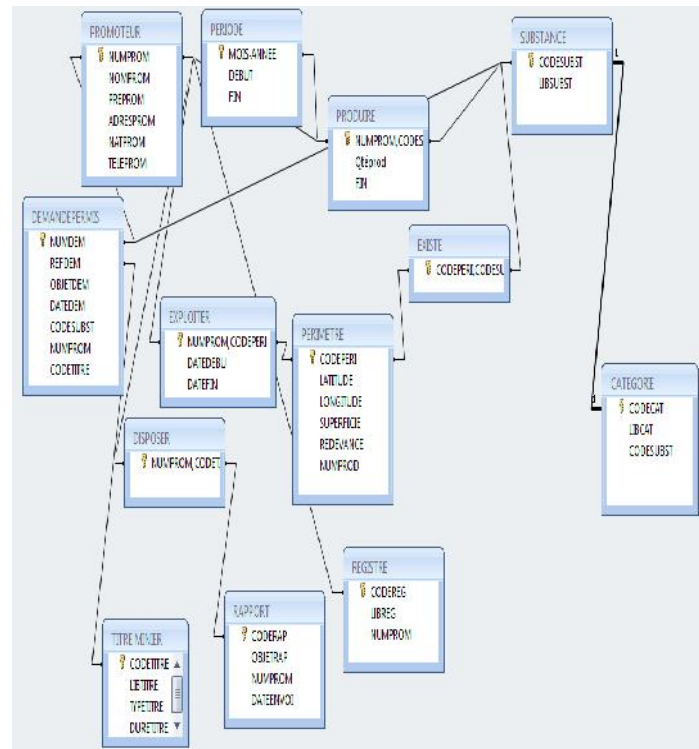 PROMOTEUR
NUMPROM
NOMPROM
PREPROM
ADRESPROM
NATPROM
TELEPROM
PERIODE
MOIS-ANNEE
DEBUT
FIN
SUBSTANCE
CODESUBST
LIBSUBST
PRODUIRE
NUMPROM,CODES
Qtéprod
FIN
DEMANDEPERMIS
NUMDEM
REFDEM
OBJETDEM
DATEDEM
CODESUBST
NUMPROM
CODETITRE
EXISTE
CODEPERI,CODESU
EXPLOITER
NUMPROM,CODEPERI
DATEDEBU
DATEFIN
PERIMETRE
CODEPERI
LATITUDE
LONGITUDE
SUPERFICIE
REDEVANCE
NUMPROD
CATEGORIE
CODECAT
LIBCAT
CODESUBST
DISPOSER
NUMPROM,CODET
REGISTRE
CODEREG
LIBREG
NUMPROM
RAPPORT
CODERAP
OBJETRAP
NUMPROM
DATEENVOI
TITRE MINIER
CODETITRE
LIBTITRE
TYPETITRE
DURETITRE